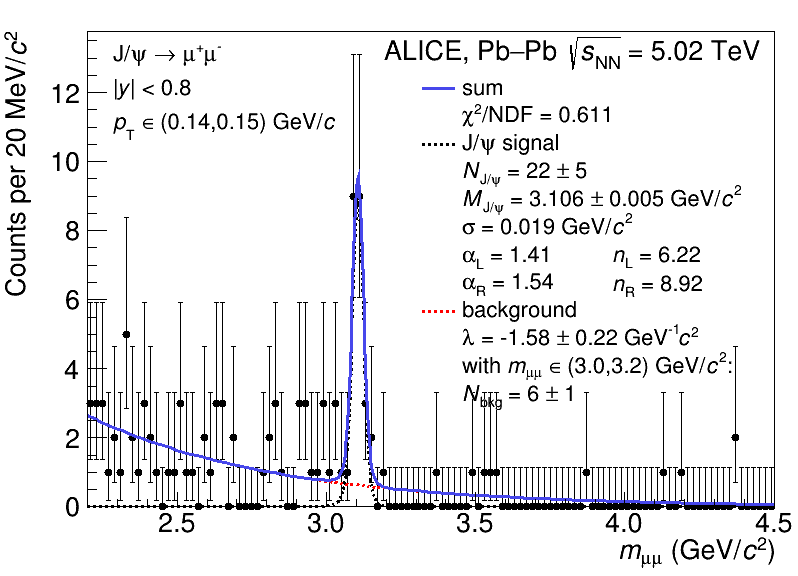 J/ψ → μ⁺μ⁻
|y| < 0.8
p_T ∈ (0.14,0.15) GeV/c
ALICE, Pb–Pb √s_NN = 5.02 TeV
sum
χ²/NDF = 0.611
J/ψ signal
N_J/ψ = 22 ± 5
M_J/ψ = 3.106 ± 0.005 GeV/c²
σ = 0.019 GeV/c²
α_L = 1.41 n_L = 6.22
α_R = 1.54 n_R = 8.92
background
λ = -1.58 ± 0.22 GeV⁻¹c²
with m_μμ ∈ (3.0,3.2) GeV/c²:
N_bkg = 6 ± 1
Counts per 20 MeV/c²
12
10
8
6
4
2
0
2.5 3.0 3.5 4.0 4.5
m_μμ (GeV/c²)